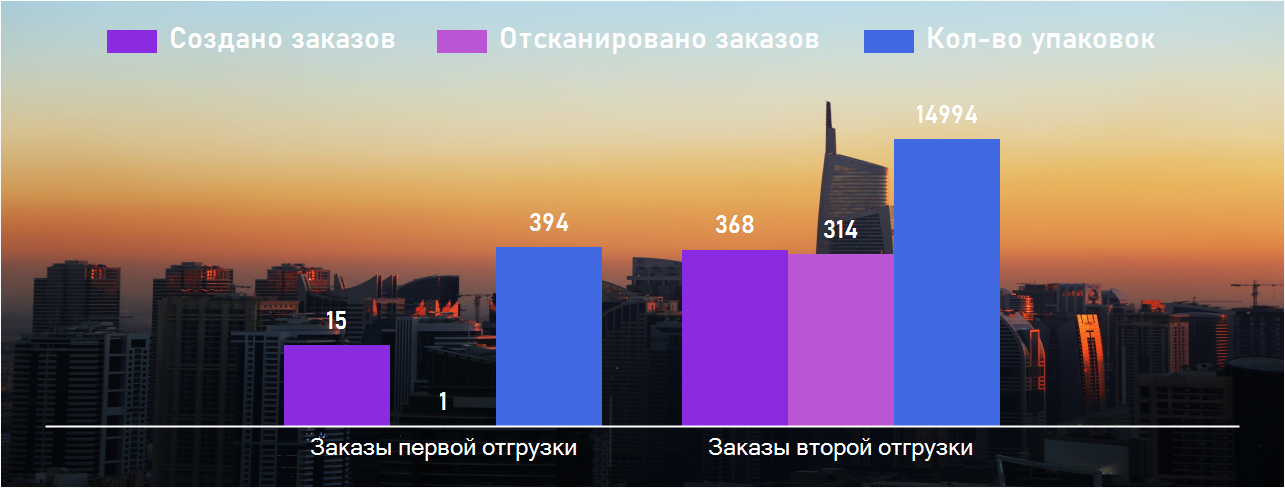 Создано заказов Отсканировано заказов Кол-во упаковок
14994
394 368 314
15
1
Заказы первой отгрузки Заказы второй отгрузки